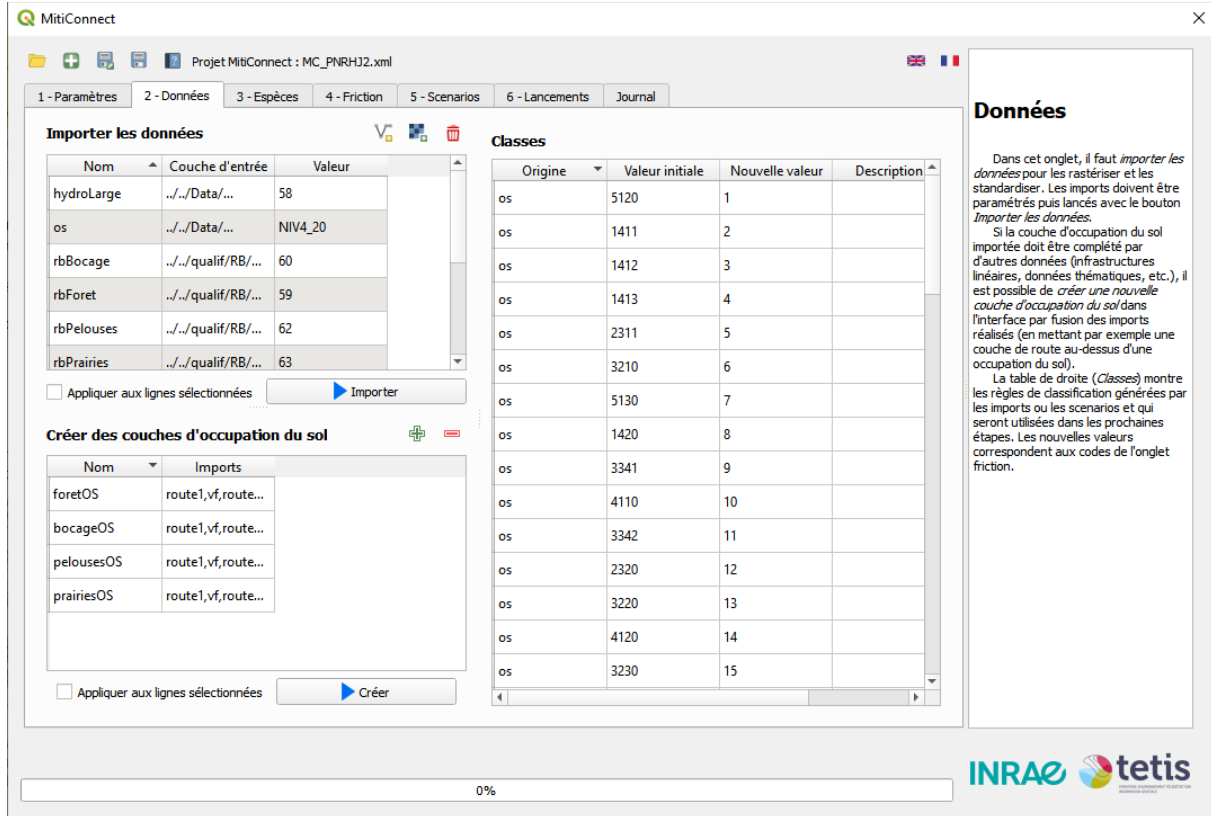 MitiConnect
Projet MitiConnect : MC_PNRHJ2.xml
1 - Paramètres 2 - Données 3 - Espèces 4 - Friction 5 - Scenarios 6 - Lancements Journal
Importer les données
Nom Couche d'entrée Valeur
hydroLarge ../../Data/... 58
os ../../Data/... NIV4_20
rbBocage ../../qualif/RB/... 60
rbForet ../../qualif/RB/... 59
rbPelouses ../../qualif/RB/... 62
rbPrairies ../../qualif/RB/... 63
Appliquer aux lignes sélectionnées Importer
Créer des couches d'occupation du sol
Nom Imports
foretOS route1,vf,route...
bocageOS route1,vf,route...
pelousesOS route1,vf,route...
prairiesOS route1,vf,route...
Appliquer aux lignes sélectionnées Créer
Classes
Origine Valeur initiale Nouvelle valeur Description
os 5120 1
os 1411 2
os 1412 3
os 1413 4
os 2311 5
os 3210 6
os 5130 7
os 1420 8
os 3341 9
os 4110 10
os 3342 11
os 2320 12
os 3220 13
os 4120 14
os 3230 15
Données
Dans cet onglet, il faut importer les
données pour les rastériser et les
standardiser. Les imports doivent être
paramétrés puis lancés avec le bouton
Importer les données.
Si la couche d'occupation du sol
importée doit être complété par
d'autres données (infrastructures
linéaires, données thématiques, etc.), il
est possible de créer une nouvelle
couche d'occupation du sol dans
l'interface par fusion des imports
réalisés (en mettant par exemple une
couche de route au-dessus d'une
occupation du sol).
La table de droite (Classes) montre
les règles de classification générées par
les imports ou les scenarios et qui
seront utilisées dans les prochaines
étapes. Les nouvelles valeurs
correspondent aux codes de l'onglet
friction.
0%
INRAE tetis